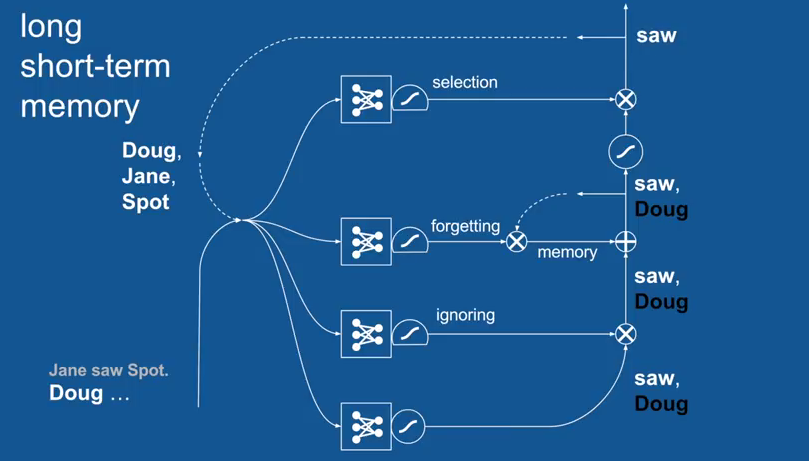 long
short-term
memory
saw
selection
Doug,
Jane,
Spot
saw,
Doug
forgetting
memory
saw,
Doug
ignoring
Jane saw Spot.
Doug ...
saw,
Doug